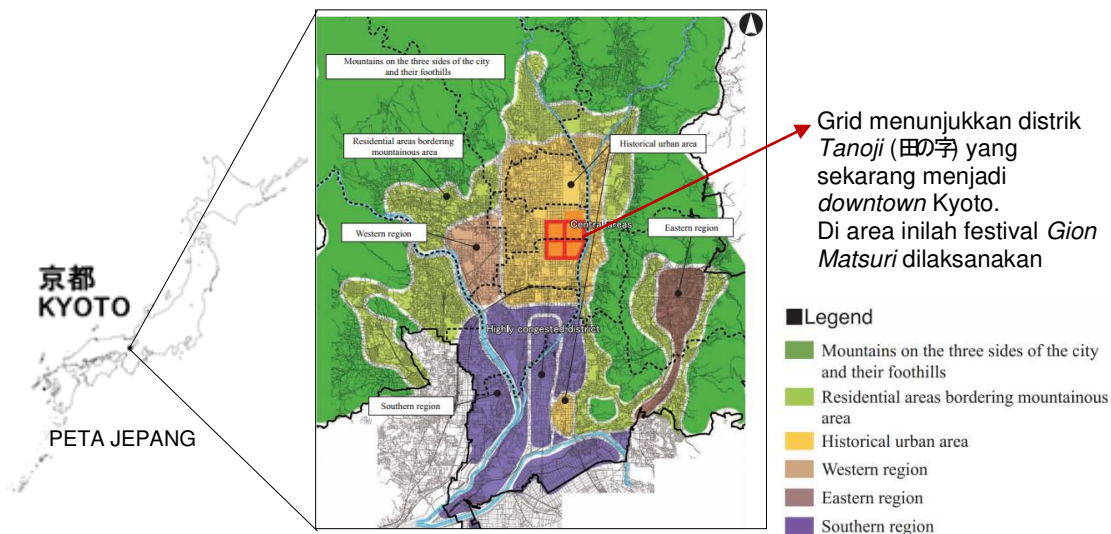 京都
KYOTO
PETA JEPANG
Mountains on the three sides of the city
and their foothills
Residential areas bordering
mountainous area
Historical urban area
Western region
Central areas
Eastern region
Highly congested district
Southern region
Grid menunjukkan distrik
Tanoji (田の字) yang
sekarang menjadi
downtown Kyoto.
Di area inilah festival Gion
Matsuri dilaksanakan
Legend
Mountains on the three sides of the city
and their foothills
Residential areas bordering mountainous
area
Historical urban area
Western region
Eastern region
Southern region